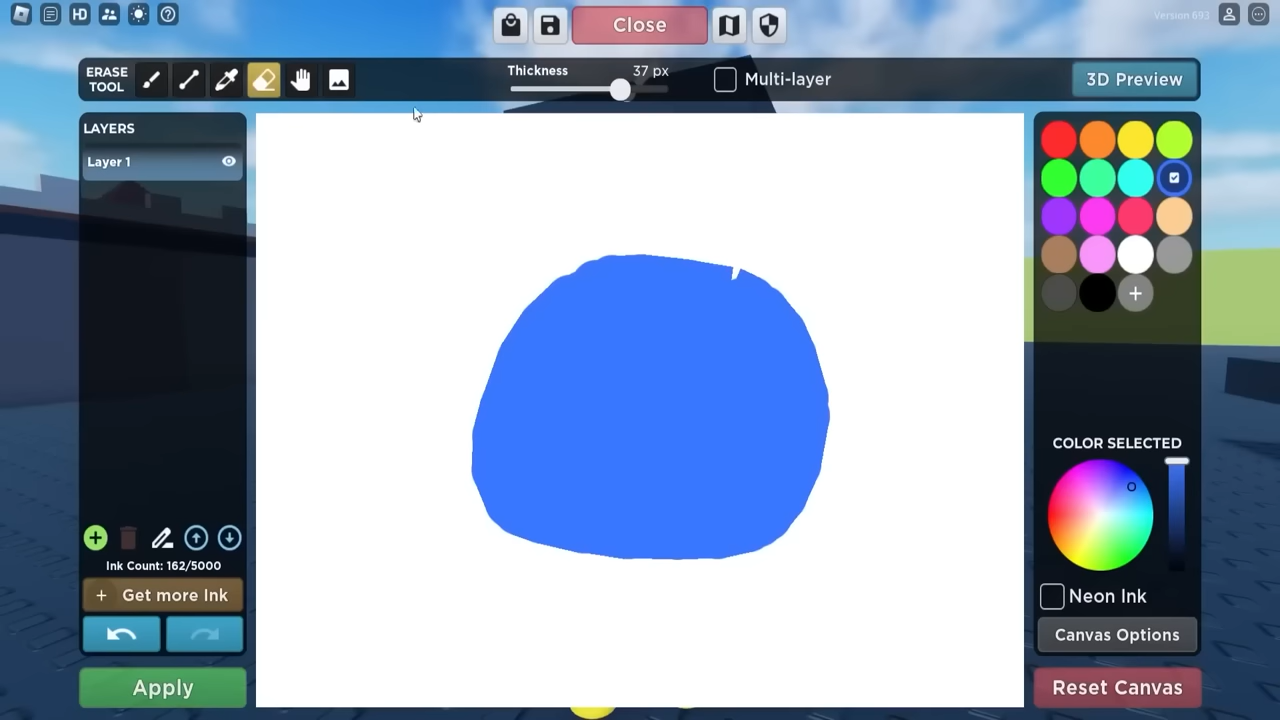 HD
Close
Version 693
ERASE
TOOL
Thickness
37 px
Multi-layer
3D Preview
LAYERS
Layer 1
Ink Count: 162/5000
+ Get more Ink
Apply
COLOR SELECTED
Neon Ink
Canvas Options
Reset Canvas